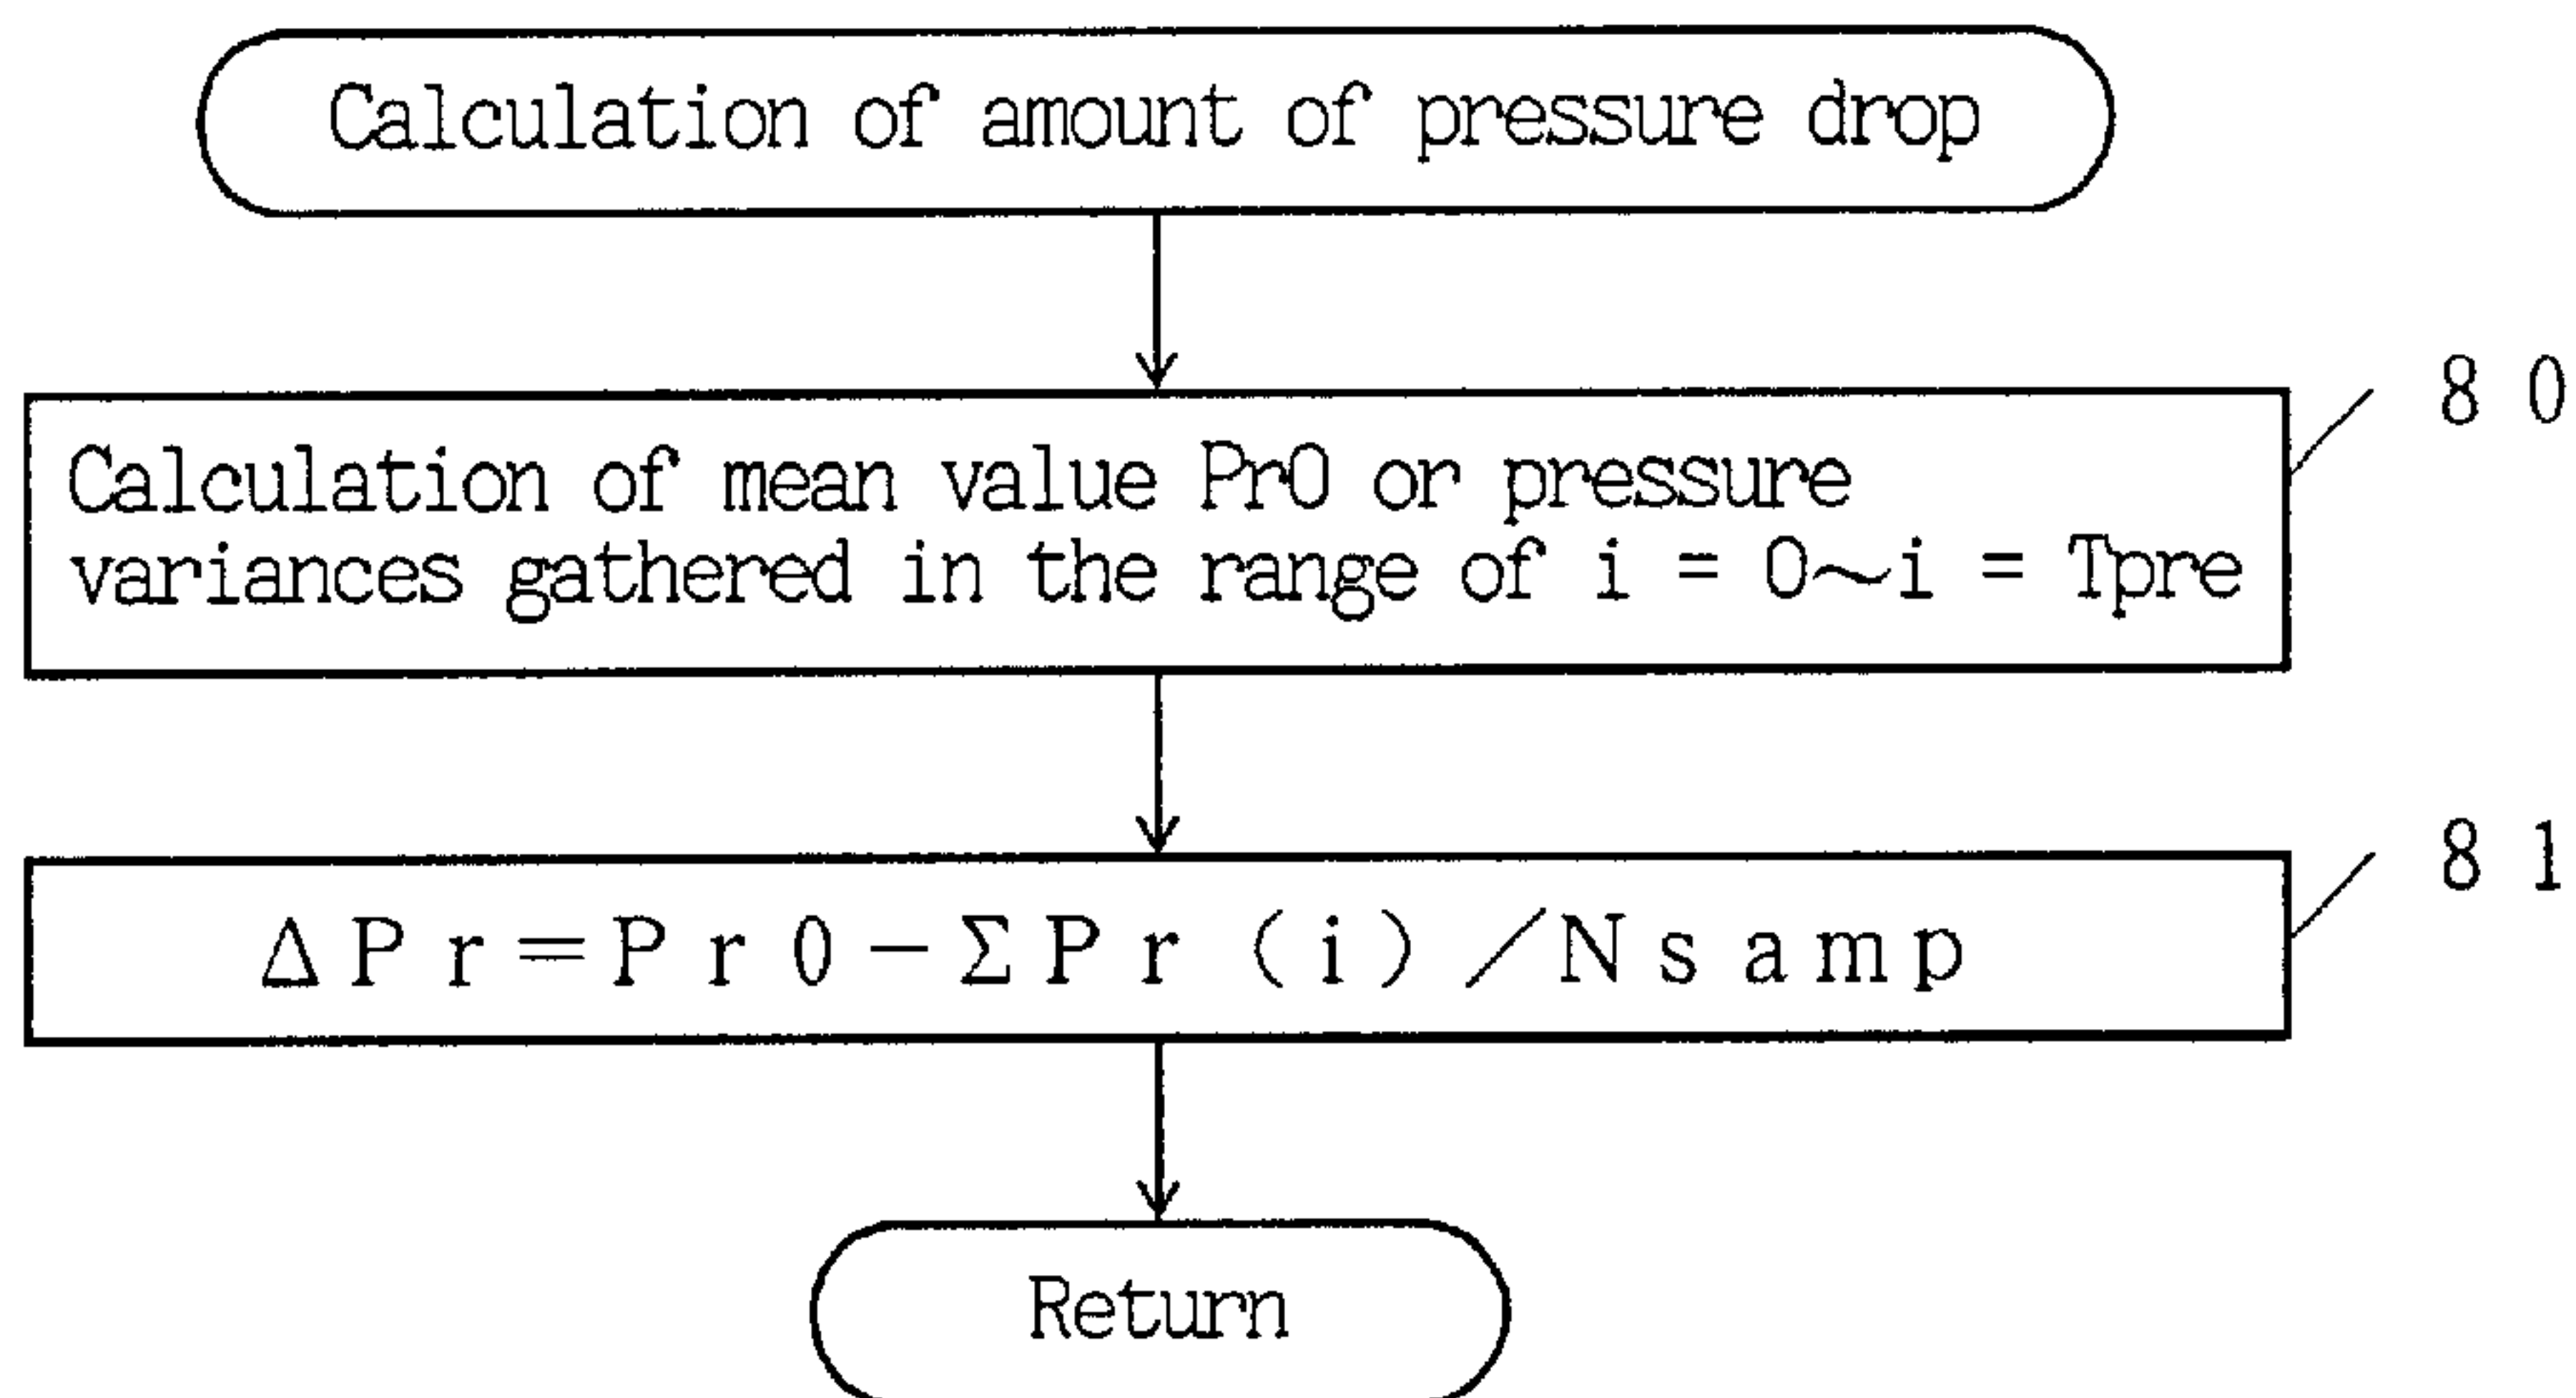 Calculation of amount of pressure drop
80
Calculation of mean value Pr0 or pressure
variances gathered in the range of i = 0~i = Tpre
81
ΔPr=Pr0-ΣPr(i)/Nsamp
Return